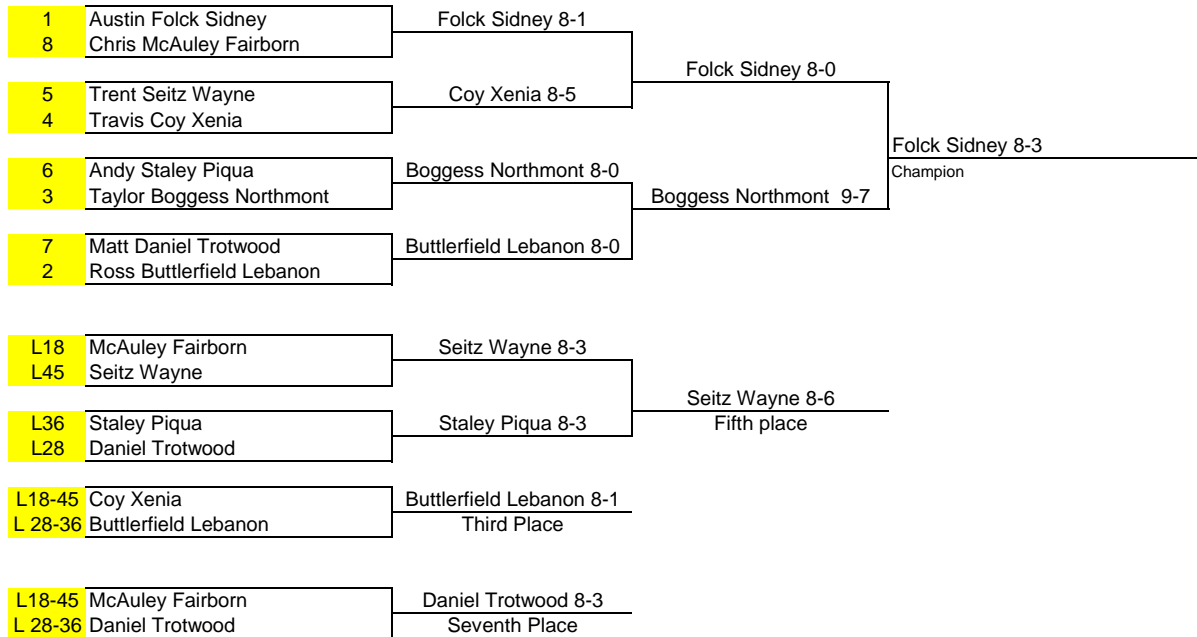 1 Austin Folck Sidney Folck Sidney 8-1
8 Chris McAuley Fairborn
Folck Sidney 8-0
5 Trent Seitz Wayne Coy Xenia 8-5
4 Travis Coy Xenia
Folck Sidney 8-3
6 Andy Staley Piqua Boggess Northmont 8-0 Champion
3 Taylor Boggess Northmont Boggess Northmont 9-7
7 Matt Daniel Trotwood Buttlerfield Lebanon 8-0
2 Ross Buttlerfield Lebanon
L18 McAuley Fairborn Seitz Wayne 8-3
L45 Seitz Wayne
Seitz Wayne 8-6
L36 Staley Piqua Staley Piqua 8-3 Fifth place
L28 Daniel Trotwood
L18-45 Coy Xenia Buttlerfield Lebanon 8-1
L 28-36 Buttlerfield Lebanon Third Place
L18-45 McAuley Fairborn Daniel Trotwood 8-3
L 28-36 Daniel Trotwood Seventh Place